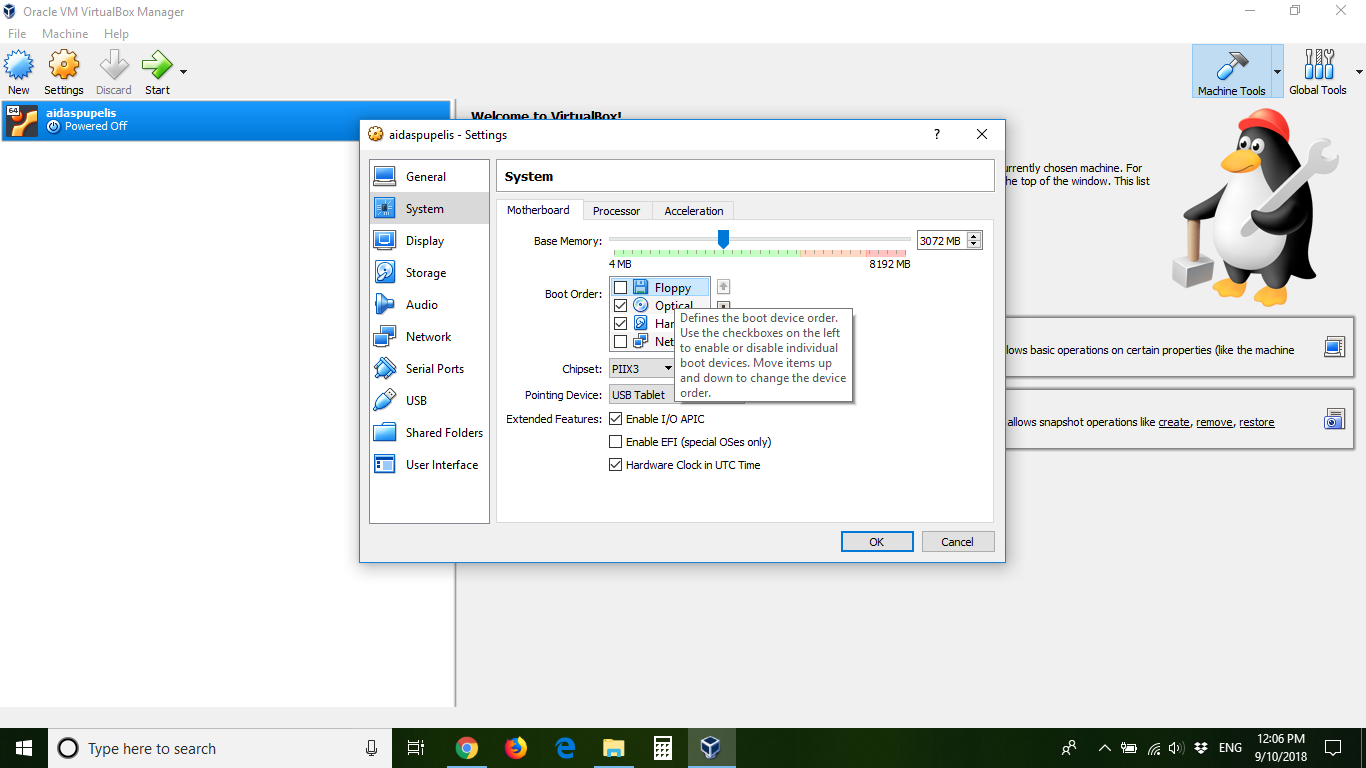 Oracle VM VirtualBox Manager
File Machine Help
New Settings Discard Start
Machine Tools Global Tools
64
aidaspupelis
Powered Off
Welcome to VirtualBox!
urrently chosen machine. For
he top of the window. This list
lows basic operations on certain properties (like the machine
allows snapshot operations like create, remove, restore
aidaspupelis - Settings ?
General
System
Display
Storage
Audio
Network
Serial Ports
USB
Shared Folders
User Interface
System
Motherboard Processor Acceleration
Base Memory: 3072 MB
4 MB 8192 MB
Boot Order: Floppy
Optical
Har
Net
Defines the boot device order.
Use the checkboxes on the left
to enable or disable individual
boot devices. Move items up
and down to change the device
order.
Chipset: PIIX3
Pointing Device: USB Tablet
Extended Features: Enable I/O APIC
Enable EFI (special OSes only)
Hardware Clock in UTC Time
OK Cancel
Type here to search
ENG
12:06 PM
9/10/2018